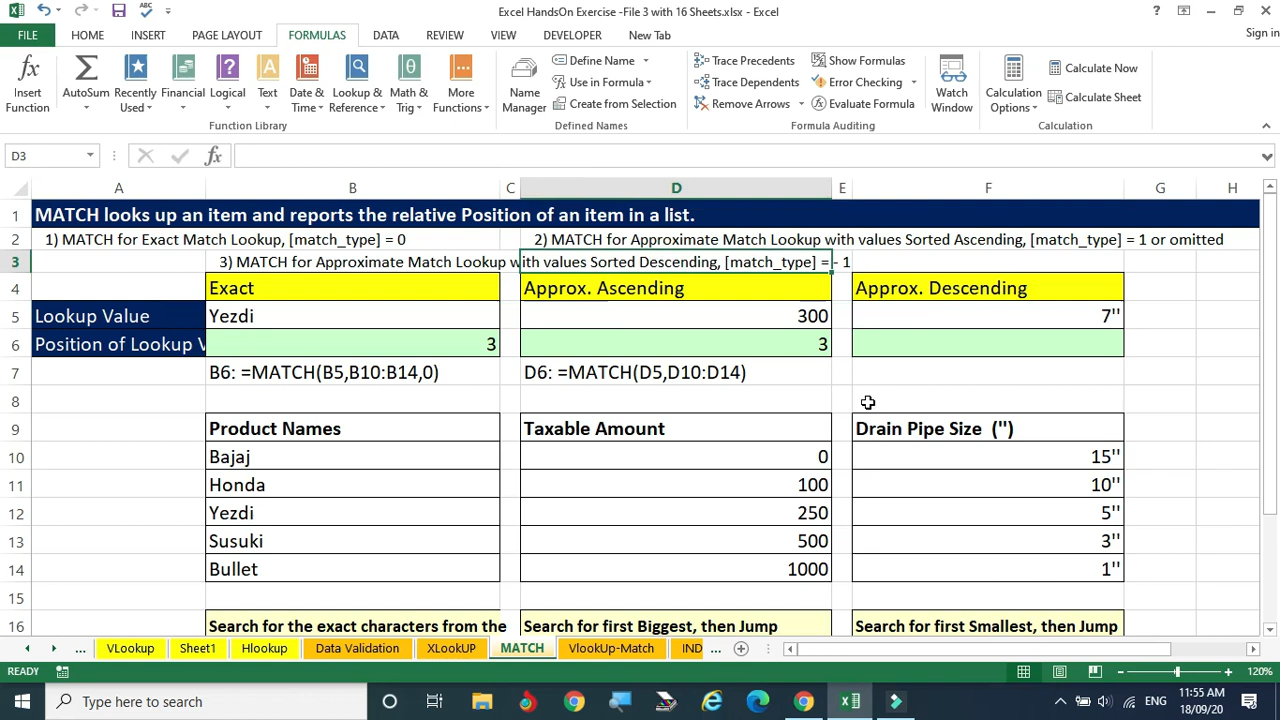 Excel HandsOn Exercise -File 3 with 16 Sheets.xlsx - Excel
FILE HOME INSERT PAGE LAYOUT FORMULAS DATA REVIEW VIEW DEVELOPER New Tab Sign in
Insert Function
AutoSum
Recently Used
Financial
Logical
Text
Date & Time
Lookup & Reference
Math & Trig
More Functions
Function Library
Name Manager
Define Name
Use in Formula
Create from Selection
Defined Names
Trace Precedents
Trace Dependents
Remove Arrows
Show Formulas
Error Checking
Evaluate Formula
Formula Auditing
Watch Window
Calculation Options
Calculate Now
Calculate Sheet
Calculation
D3 fx
A B C D E F G H
1 MATCH looks up an item and reports the relative Position of an item in a list.
2 1) MATCH for Exact Match Lookup, [match_type] = 0 2) MATCH for Approximate Match Lookup with values Sorted Ascending, [match_type] = 1 or omitted
3 3) MATCH for Approximate Match Lookup with values Sorted Descending, [match_type] = - 1
4 Exact Approx. Ascending Approx. Descending
5 Lookup Value Yezdi 300 7''
6 Position of Lookup V 3 3
7 B6: =MATCH(B5,B10:B14,0) D6: =MATCH(D5,D10:D14)
8
9 Product Names Taxable Amount Drain Pipe Size ('')
10 Bajaj 0 15''
11 Honda 100 10''
12 Yezdi 250 5''
13 Susuki 500 3''
14 Bullet 1000 1''
15
16 Search for the exact characters from the Search for first Biggest, then Jump Search for first Smallest, then Jump
... VLookup Sheet1 Hlookup Data Validation XLookUP MATCH VlookUp-Match IND ...
READY 120%
Type here to search ENG 11:55 AM
18/09/20